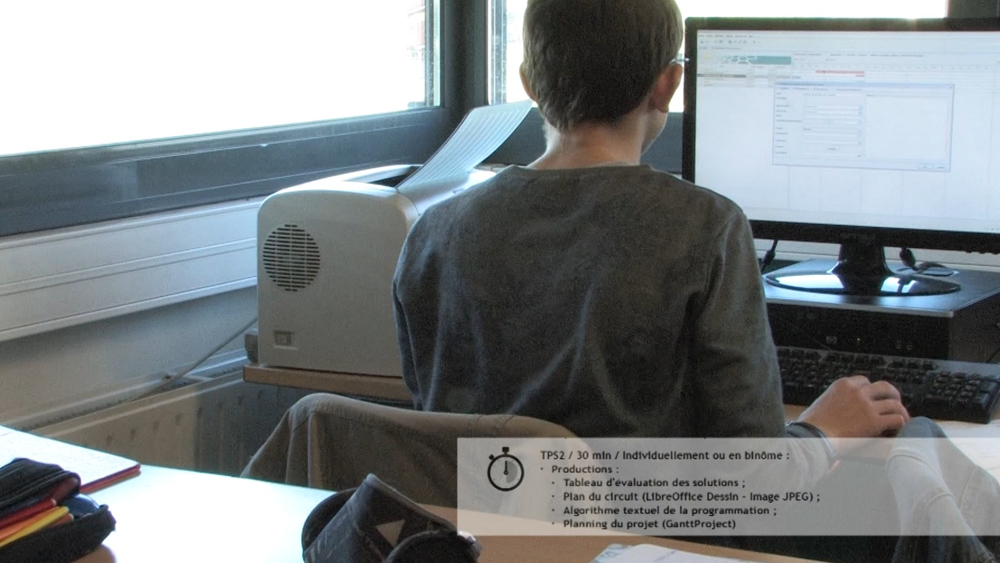 TPS2 / 30 min / Individuellement ou en binôme :
• Productions :
• Tableau d'évaluation des solutions ;
• Plan du circuit (LibreOffice Dessin - Image JPEG) ;
• Algorithme textuel de la programmation ;
• Planning du projet (GanttProject)